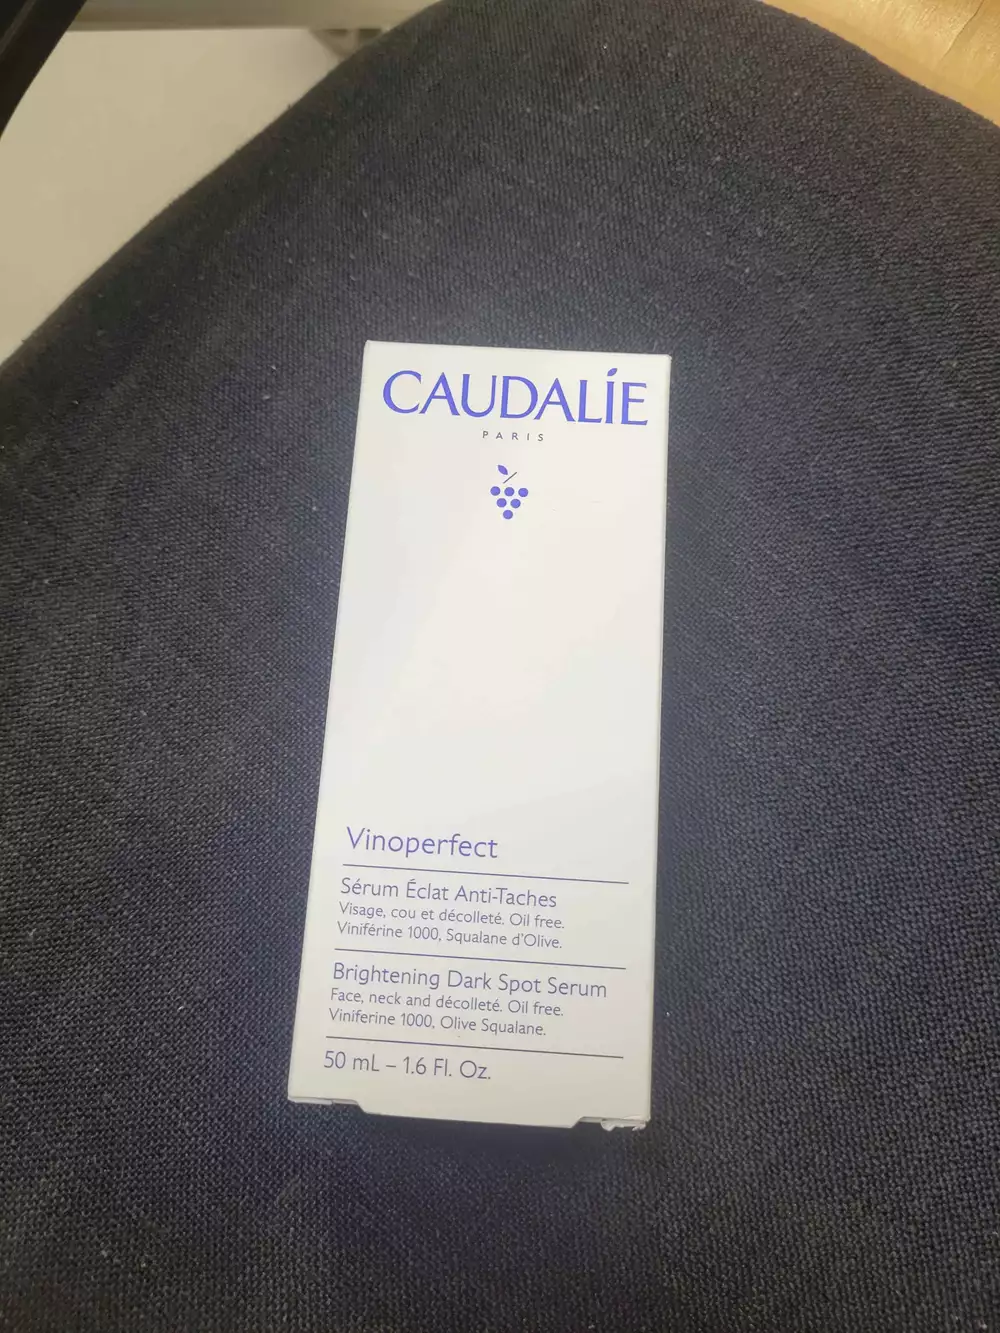 CAUDALÍE
PARIS
Vinoperfect
Sérum Éclat Anti-Taches
Visage, cou et décolleté. Oil free.
Viniférine 1000, Squalane d'Olive.
Brightening Dark Spot Serum
Face, neck and décolleté. Oil free.
Viniferine 1000, Olive Squalane.
50 mL – 1.6 Fl. Oz.